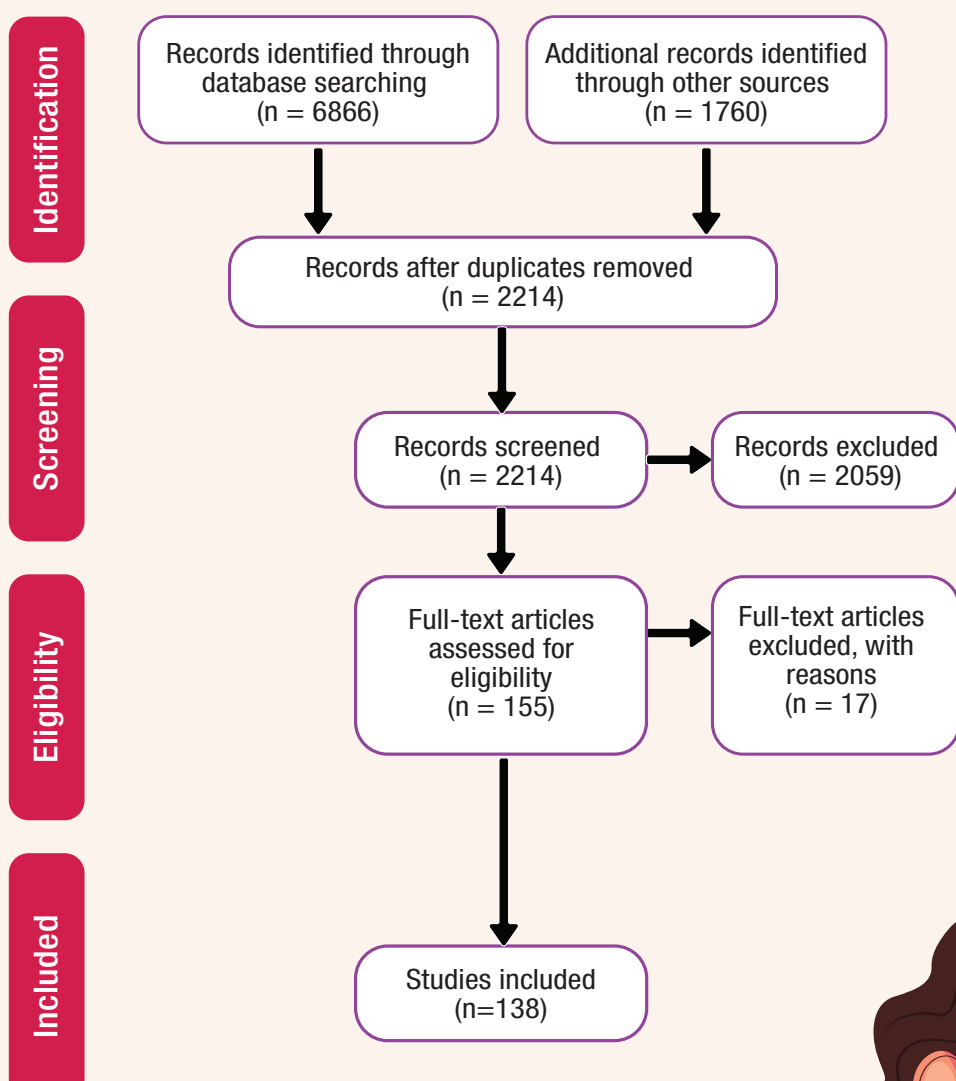 Identification
Records identified through
database searching
(n = 6866)
Additional records identified
through other sources
(n = 1760)
Records after duplicates removed
(n = 2214)
Screening
Records screened
(n = 2214)
Records excluded
(n = 2059)
Eligibility
Full-text articles
assessed for
eligibility
(n = 155)
Full-text articles
excluded, with
reasons
(n = 17)
Included
Studies included
(n=138)